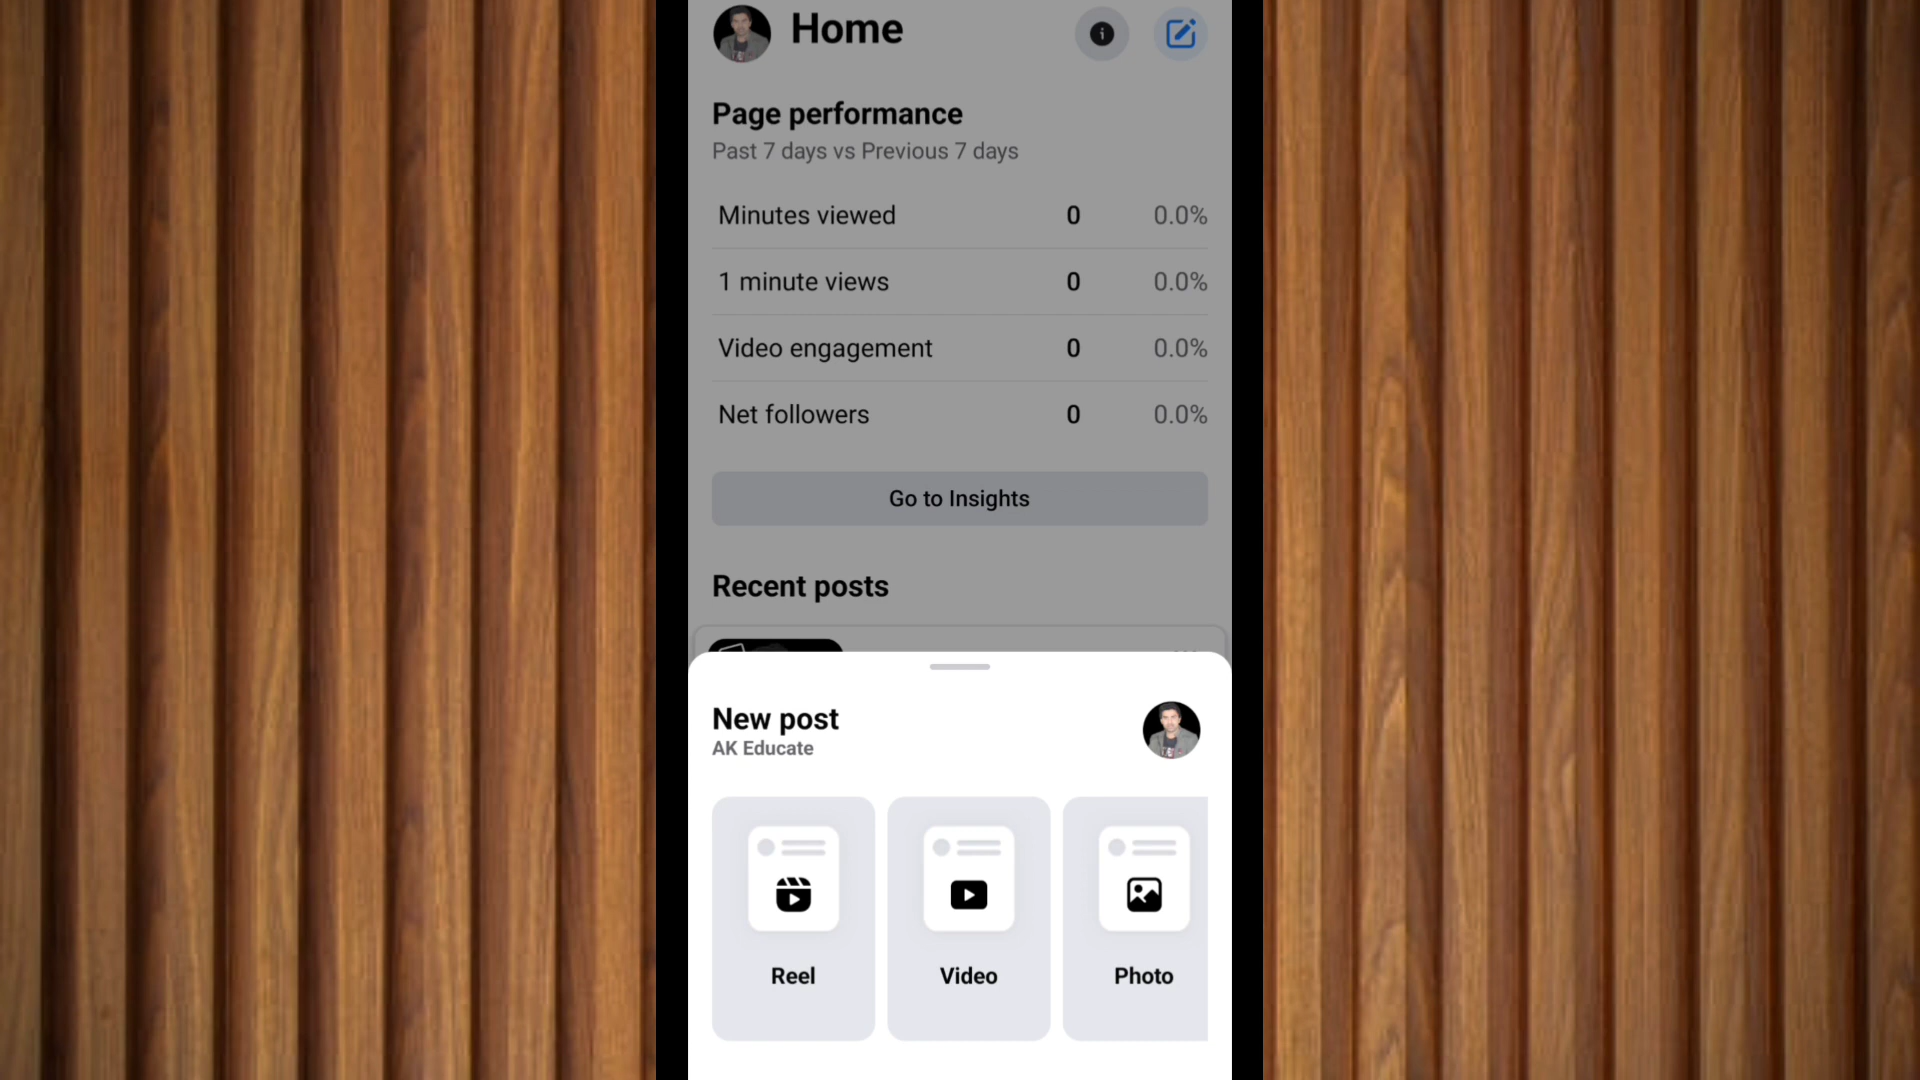 Home
Page performance
Past 7 days vs Previous 7 days
Minutes viewed 0 0.0%
1 minute views 0 0.0%
Video engagement 0 0.0%
Net followers 0 0.0%
Go to Insights
Recent posts
New post
AK Educate
Reel Video Photo